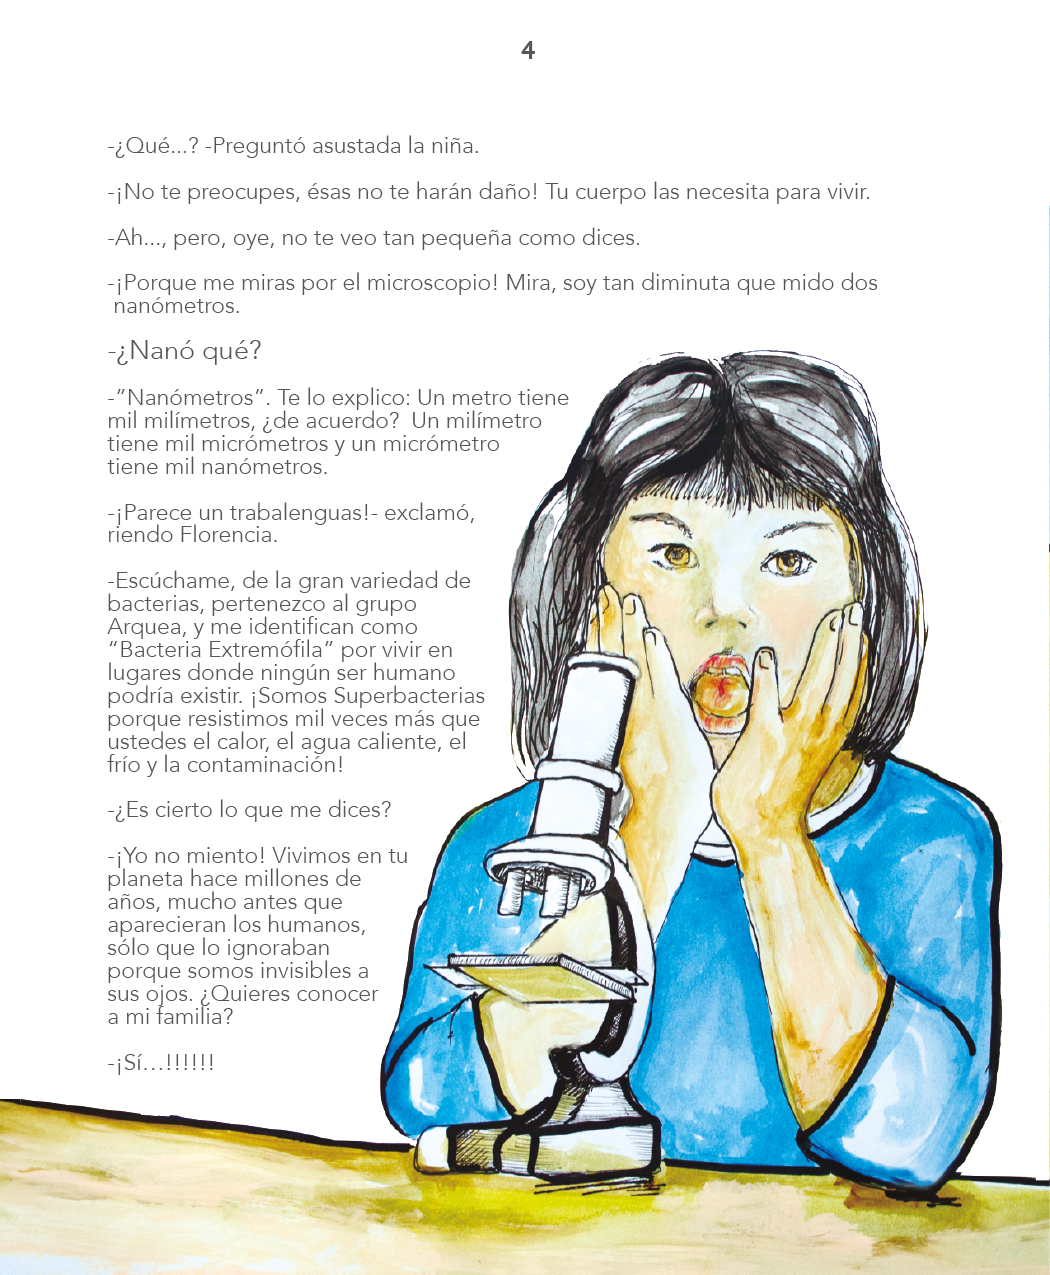 4
-¿Qué...? -Preguntó asustada la niña.
-¡No te preocupes, ésas no te harán daño! Tu cuerpo las necesita para vivir.
-Ah..., pero, oye, no te veo tan pequeña como dices.
-¡Porque me miras por el microscopio! Mira, soy tan diminuta que mido dos
nanómetros.
-¿Nanó qué?
-”Nanómetros”. Te lo explico: Un metro tiene
mil milímetros, ¿de acuerdo?  Un milímetro
tiene mil micrómetros y un micrómetro
tiene mil nanómetros.
-¡Parece un trabalenguas!- exclamó,
riendo Florencia.
-Escúchame, de la gran variedad de
bacterias, pertenezco al grupo
Arquea, y me identifican como
“Bacteria Extremófila” por vivir en
lugares donde ningún ser humano
podría existir. ¡Somos Superbacterias
porque resistimos mil veces más que
ustedes el calor, el agua caliente, el
frío y la contaminación!
-¿Es cierto lo que me dices?
-¡Yo no miento! Vivimos en tu
planeta hace millones de
años, mucho antes que
aparecieran los humanos,
sólo que lo ignoraban
porque somos invisibles a
sus ojos. ¿Quieres conocer
a mi familia?
-¡Sí...!!!!!!